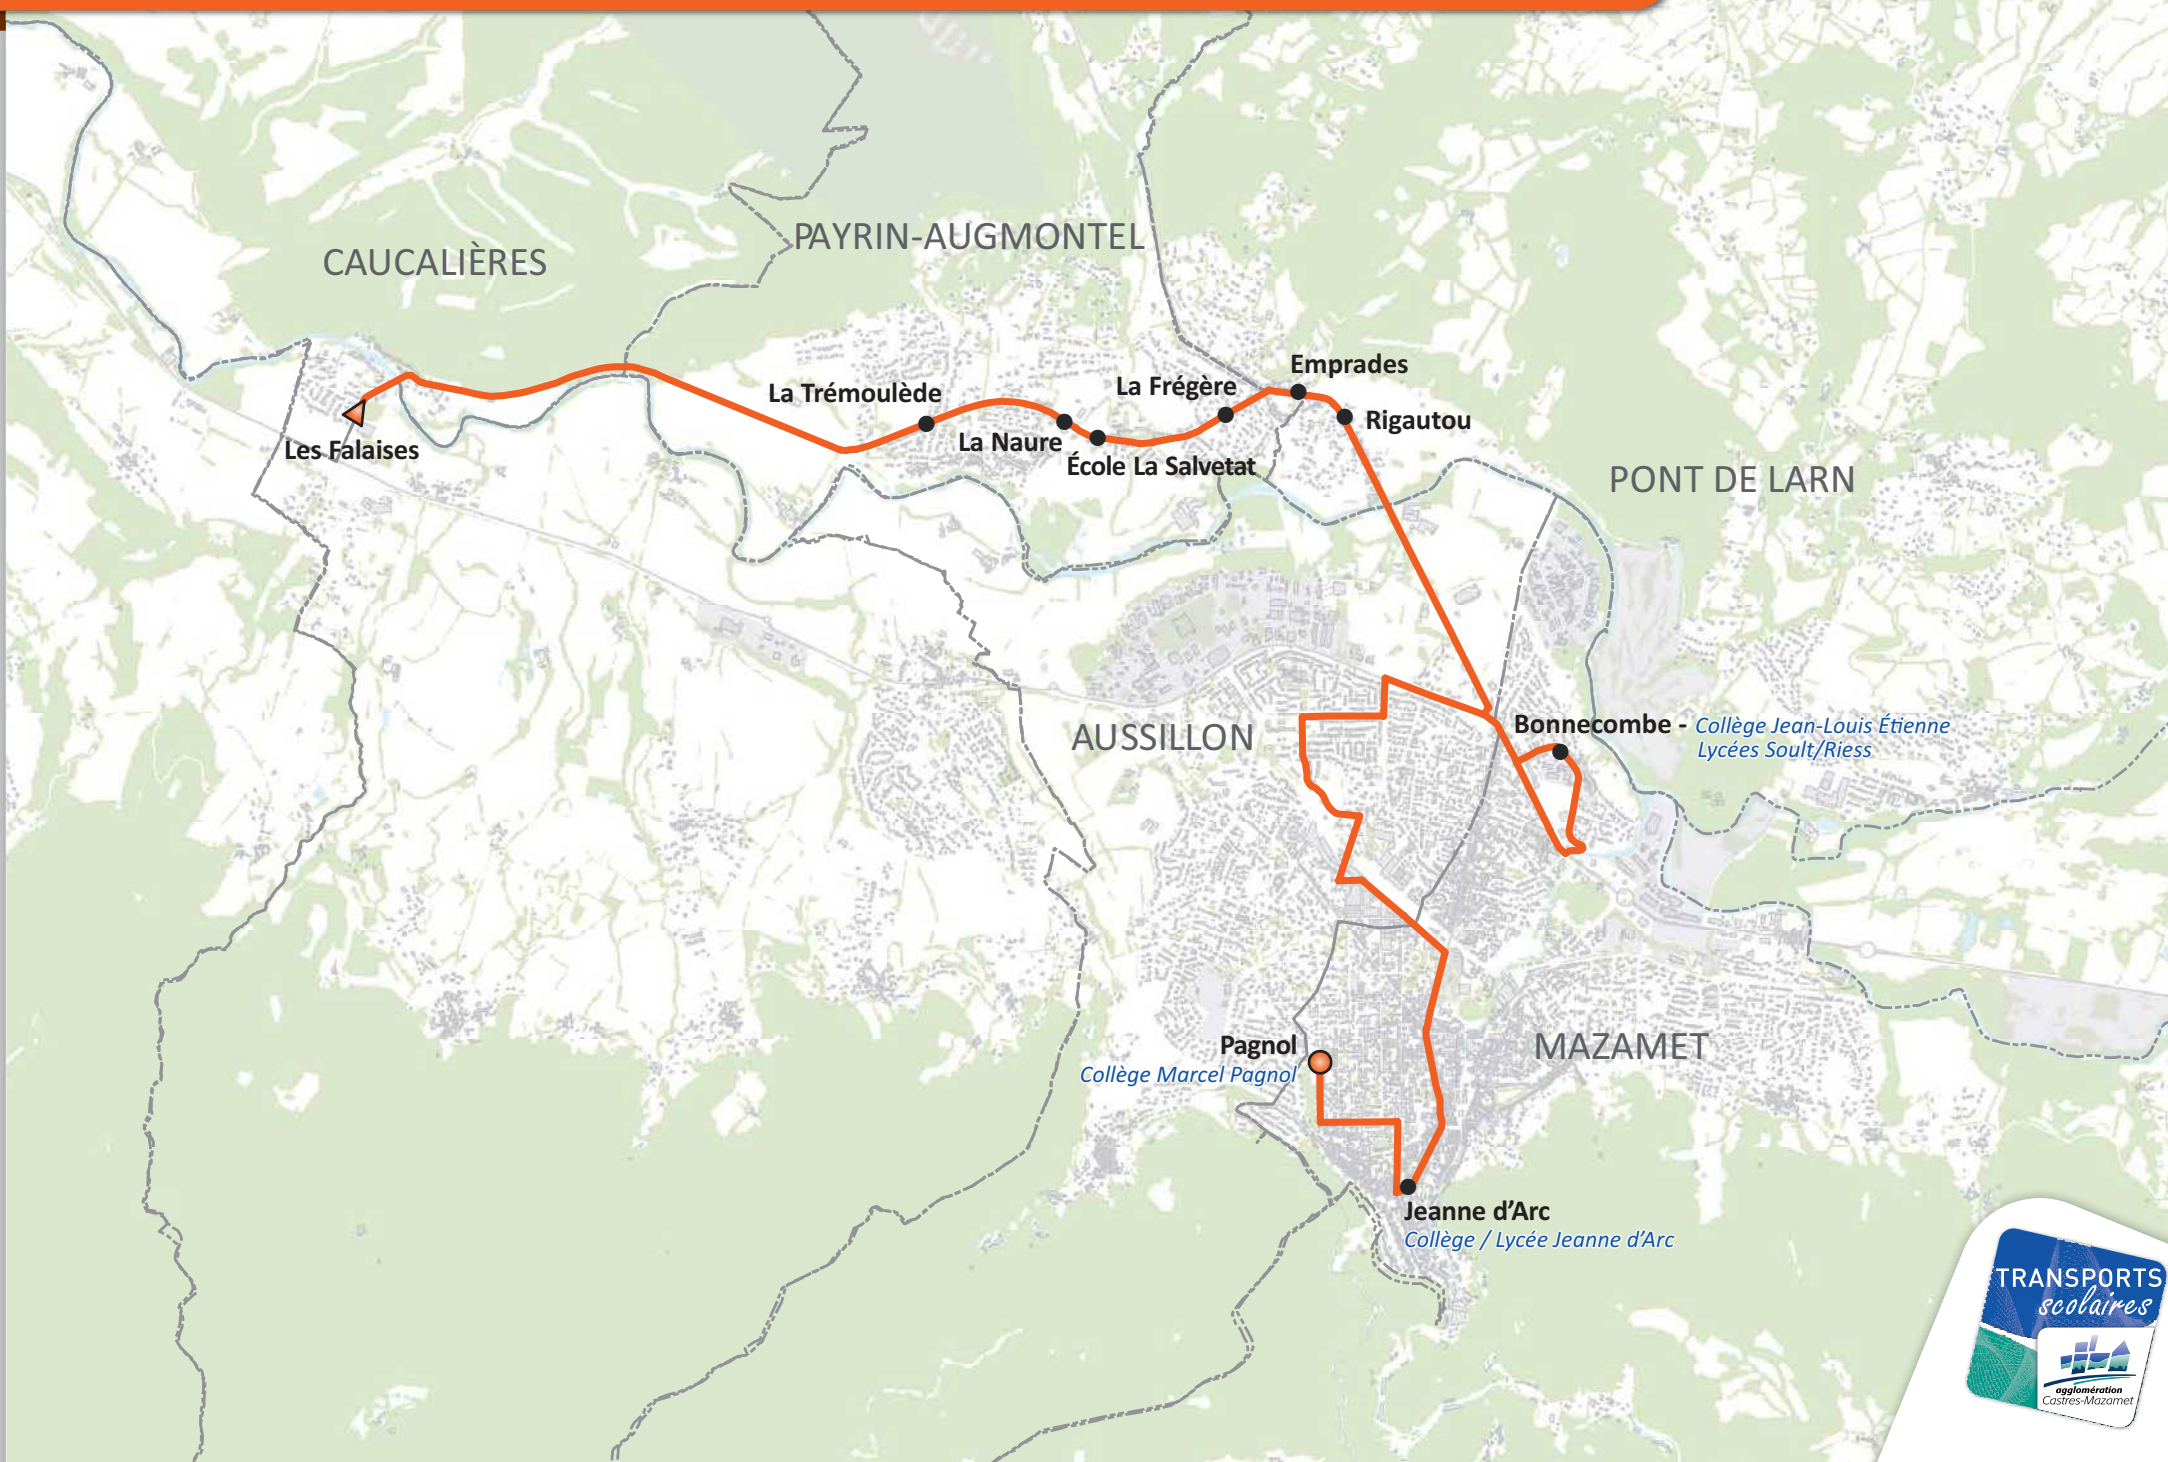 PAYRIN-AUGMONTEL
CAUCALIÈRES
Emprades
La Frégère
La Trémoulède
Rigautou
La Naure
Les Falaises
École La Salvetat
PONT DE LARN
Bonnecombe - Collège Jean-Louis Étienne
Lycées Soult/Riess
AUSSILLON
Pagnol
Collège Marcel Pagnol
MAZAMET
Jeanne d'Arc
Collège / Lycée Jeanne d'Arc
TRANSPORTS
scolaires
agglomération
Castres-Mazamet